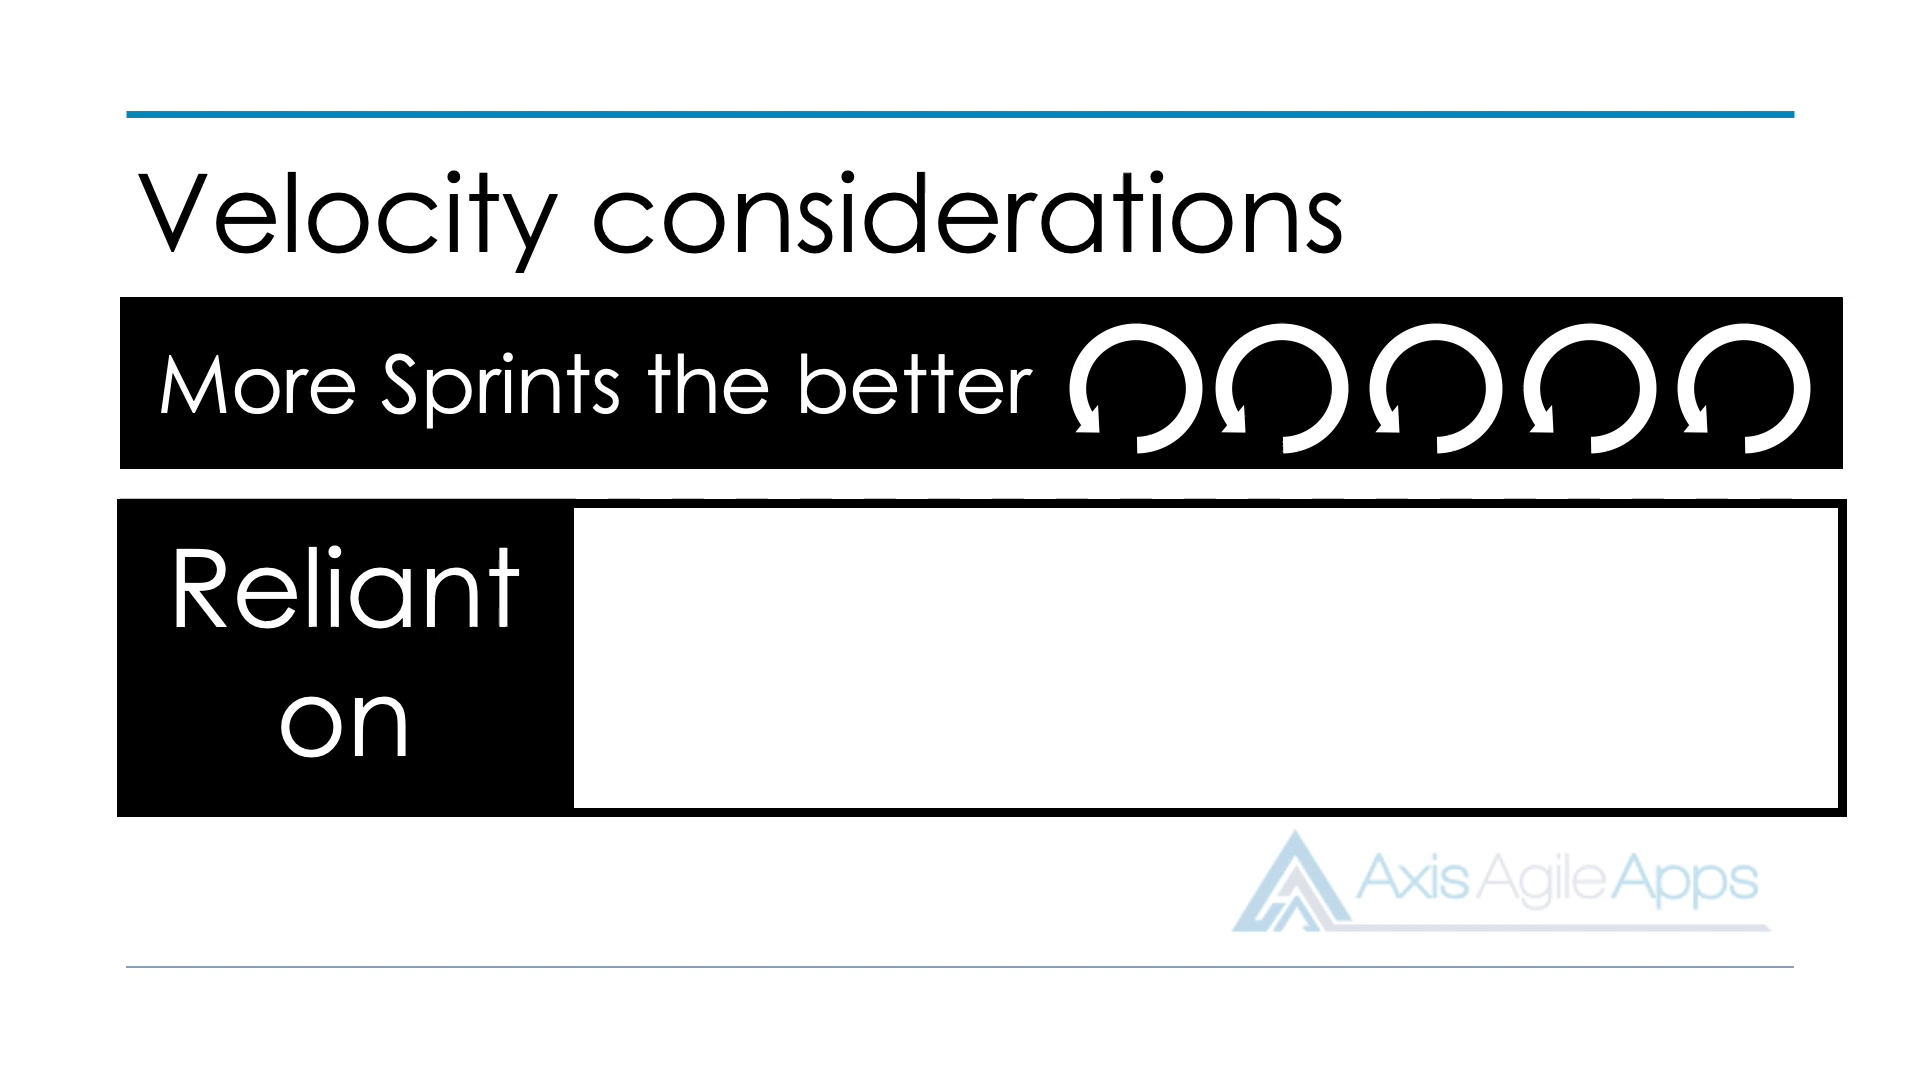 Velocity considerations
More Sprints the better
Reliant
on
Axis Agile Apps